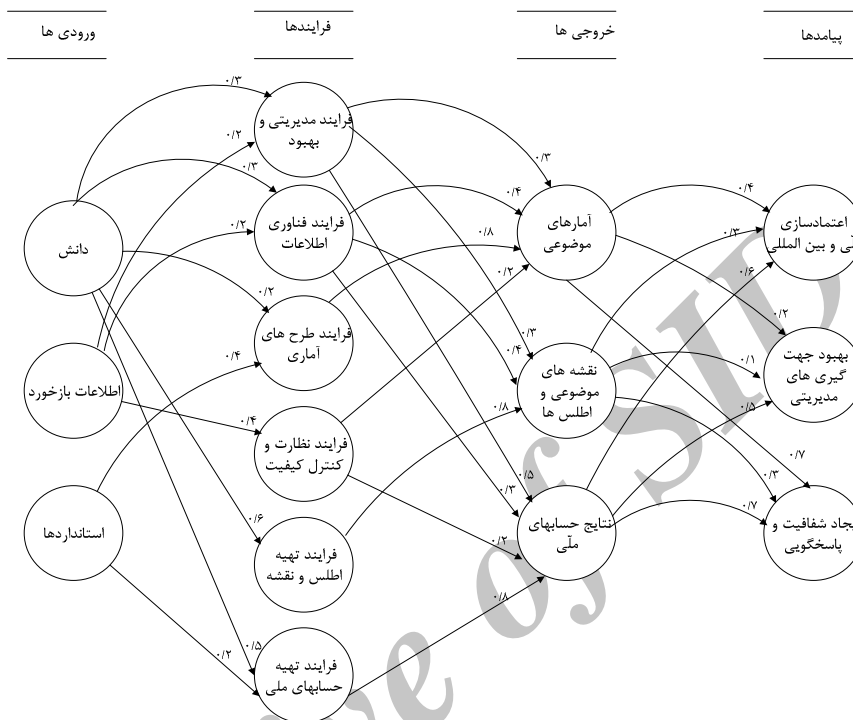 ورودی ها
فرایندها
خروجی ها
پیامدها
دانش
اطلاعات بازخورد
استانداردها
فرایند مدیریتی و
بهبود
فرایند فناوری
اطلاعات
فرایند طرح های
آماری
فرایند نظارت و
کنترل کیفیت
فرایند تهیه
اطلس و نقشه
فرایند تهیه
حسابهای ملی
آمارهای
موضوعی
نقشه های
موضوعی و
اطلس ها
نتایج حسابهای
ملّی
اعتمادسازی
و بین المللی
بهبود جهت
گیری های
مدیریتی
شفافیت و
پاسخگویی
۰/۳
۰/۲
۰/۳
۰/۲
۰/۲
۰/۴
۰/۴
۰/۶
۰/۵
۰/۲
۰/۳
۰/۴
۰/۸
۰/۲
۰/۳
۰/۴
۰/۸
۰/۵
۰/۳
۰/۲
۰/۸
۰/۴
۰/۳
۰/۶
۰/۲
۰/۱
۰/۵
۰/۷
۰/۳
۰/۷
ive of SID